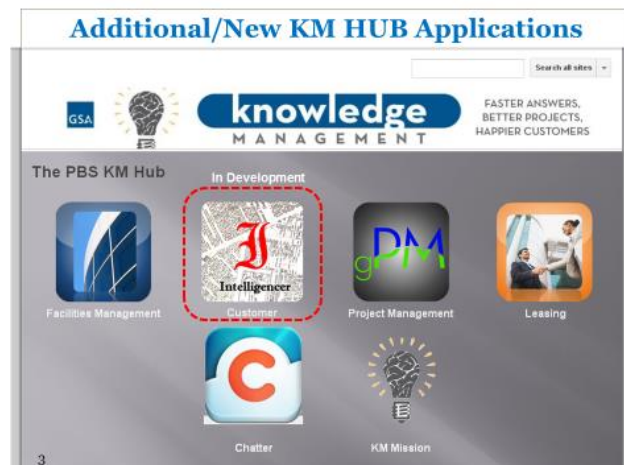 Additional/New KM HUB Applications
Search all sites
GSA
knowledge
MANAGEMENT
FASTER ANSWERS,
BETTER PROJECTS,
HAPPIER CUSTOMERS
The PBS KM Hub
In Development
I
Intelligencer
gPM
Facilities Management
Customer
Project Management
Leasing
C
Chatter
KM Mission
3